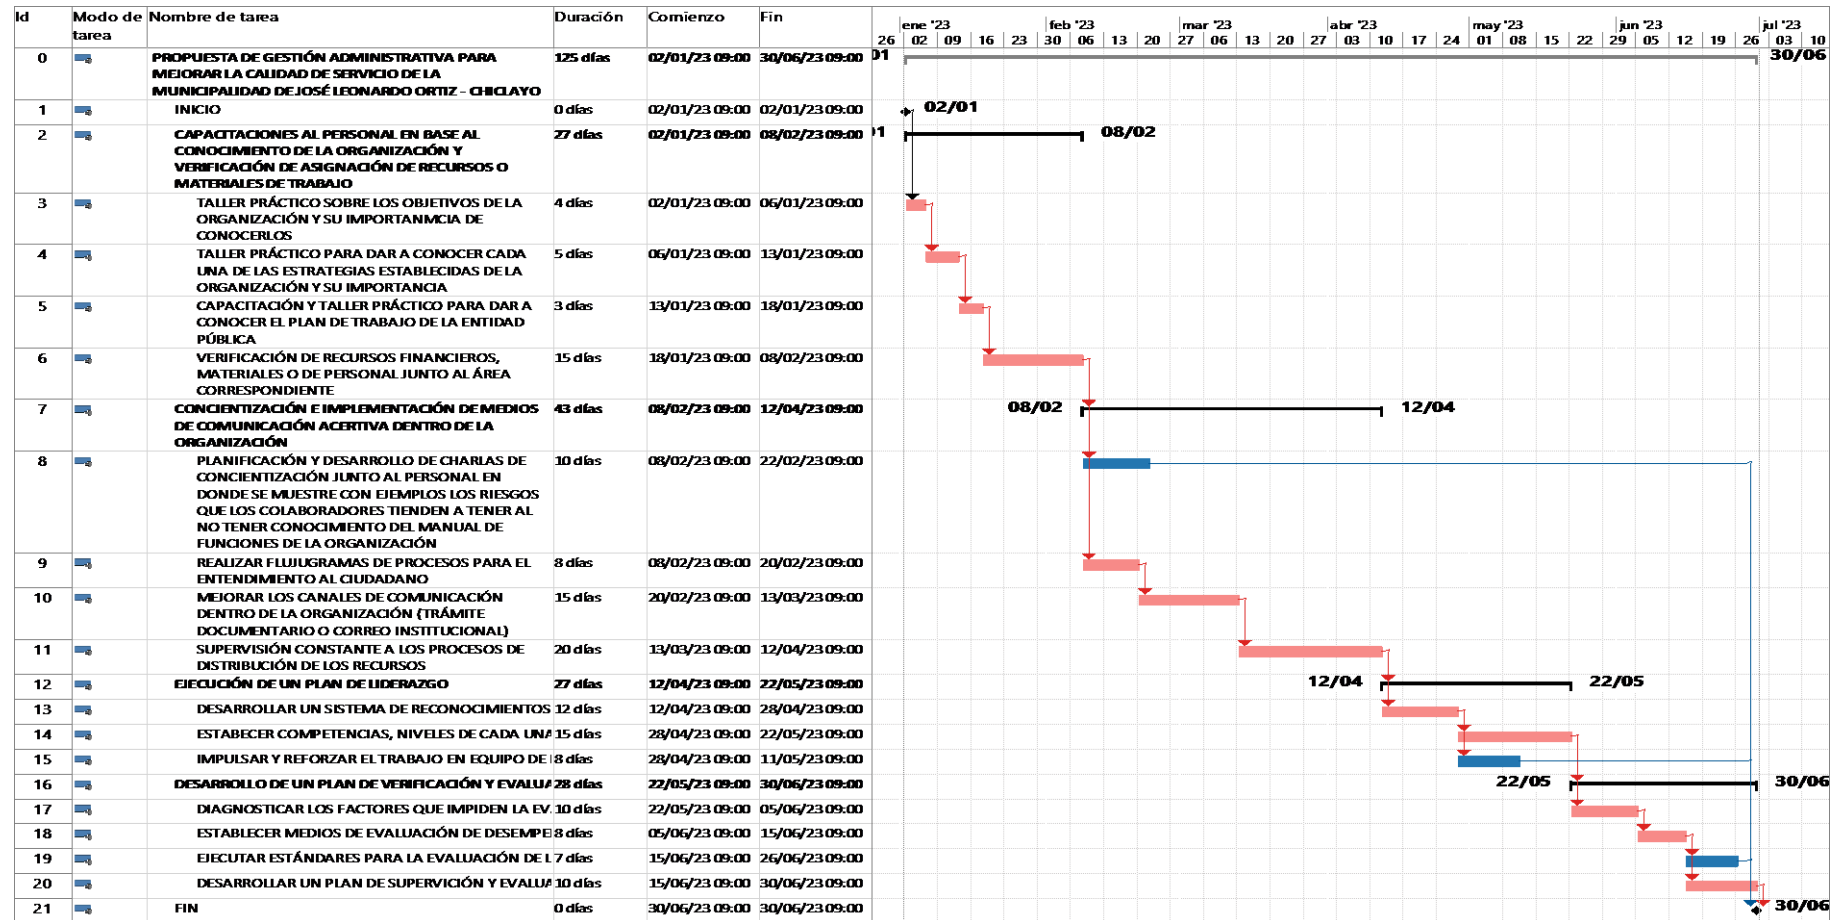 Id Modo de Nombre de tarea Duración Comienzo Fin
tarea
ene '23 feb '23 mar '23 abr '23 may '23 jun '23 jul '23
26 02 09 16 23 30 06 13 20 27 06 13 20 27 03 10 17 24 01 08 15 22 29 05 12 19 26 03 10
0 PROPUESTA DE GESTIÓN ADMINISTRATIVA PARA 125 días 02/01/23 09:00 30/06/23 09:00 01 30/06
MEJORAR LA CALIDAD DE SERVICIO DE LA
MUNICIPALIDAD DE JOSÉ LEONARDO ORTIZ - CHICLAYO
1 INICIO 0 días 02/01/23 09:00 02/01/23 09:00 02/01
2 CAPACITACIONES AL PERSONAL EN BASE AL 27 días 02/01/23 09:00 08/02/23 09:00 01 08/02
CONOCIMIENTO DE LA ORGANIZACIÓN Y
VERIFICACIÓN DE ASIGNACIÓN DE RECURSOS O
MATERIALES DE TRABAJO
3 TALLER PRÁCTICO SOBRE LOS OBJETIVOS DE LA 4 días 02/01/23 09:00 06/01/23 09:00
ORGANIZACIÓN Y SU IMPORTANMCIA DE
CONOCERLOS
4 TALLER PRÁCTICO PARA DAR A CONOCER CADA 5 días 06/01/23 09:00 13/01/23 09:00
UNA DE LAS ESTRATEGIAS ESTABLECIDAS DE LA
ORGANIZACIÓN Y SU IMPORTANCIA
5 CAPACITACIÓN Y TALLER PRÁCTICO PARA DAR A 3 días 13/01/23 09:00 18/01/23 09:00
CONOCER EL PLAN DE TRABAJO DE LA ENTIDAD
PÚBLICA
6 VERIFICACIÓN DE RECURSOS FINANCIEROS, 15 días 18/01/23 09:00 08/02/23 09:00
MATERIALES O DE PERSONAL JUNTO AL ÁREA
CORRESPONDIENTE
7 CONCIENTIZACIÓN E IMPLEMENTACIÓN DE MEDIOS 43 días 08/02/23 09:00 12/04/23 09:00 08/02 12/04
DE COMUNICACIÓN ACERTIVA DENTRO DE LA
ORGANIZACIÓN
8 PLANIFICACIÓN Y DESARROLLO DE CHARLAS DE 10 días 08/02/23 09:00 22/02/23 09:00
CONCIENTIZACIÓN JUNTO AL PERSONAL EN
DONDE SE MUESTRE CON EJEMPLOS LOS RIESGOS
QUE LOS COLABORADORES TIENDEN A TENER AL
NO TENER CONOCIMIENTO DEL MANUAL DE
FUNCIONES DE LA ORGANIZACIÓN
9 REALIZAR FLUJUGRAMAS DE PROCESOS PARA EL 8 días 08/02/23 09:00 20/02/23 09:00
ENTENDIMIENTO AL CIUDADANO
10 MEJORAR LOS CANALES DE COMUNICACIÓN 15 días 20/02/23 09:00 13/03/23 09:00
DENTRO DE LA ORGANIZACIÓN (TRÁMITE
DOCUMENTARIO O CORREO INSTITUCIONAL)
11 SUPERVISIÓN CONSTANTE A LOS PROCESOS DE 20 días 13/03/23 09:00 12/04/23 09:00
DISTRIBUCIÓN DE LOS RECURSOS
12 EJECUCIÓN DE UN PLAN DE LIDERAZGO 27 días 12/04/23 09:00 22/05/23 09:00 12/04 22/05
13 DESARROLLAR UN SISTEMA DE RECONOCIMIENTOS 12 días 12/04/23 09:00 28/04/23 09:00
14 ESTABECER COMPETENCIAS, NIVELES DE CADA UNA 15 días 28/04/23 09:00 22/05/23 09:00
15 IMPULSAR Y REFORZAR EL TRABAJO EN EQUIPO DE 8 días 28/04/23 09:00 11/05/23 09:00
16 DESARROLLO DE UN PLAN DE VERIFICACIÓN Y EVALUA 28 días 22/05/23 09:00 30/06/23 09:00 22/05 30/06
17 DIAGNOSTICAR LOS FACTORES QUE IMPIDEN LA EV. 10 días 22/05/23 09:00 05/06/23 09:00
18 ESTABLECER MEDIOS DE EVALUACIÓN DE DESEMPE 8 días 05/06/23 09:00 15/06/23 09:00
19 EJECUTAR ESTÁNDARES PARA LA EVALUACIÓN DE L 7 días 15/06/23 09:00 26/06/23 09:00
20 DESARROLLAR UN PLAN DE SUPERVICIÓN Y EVALUA 10 días 15/06/23 09:00 30/06/23 09:00
21 FIN 0 días 30/06/23 09:00 30/06/23 09:00 30/06